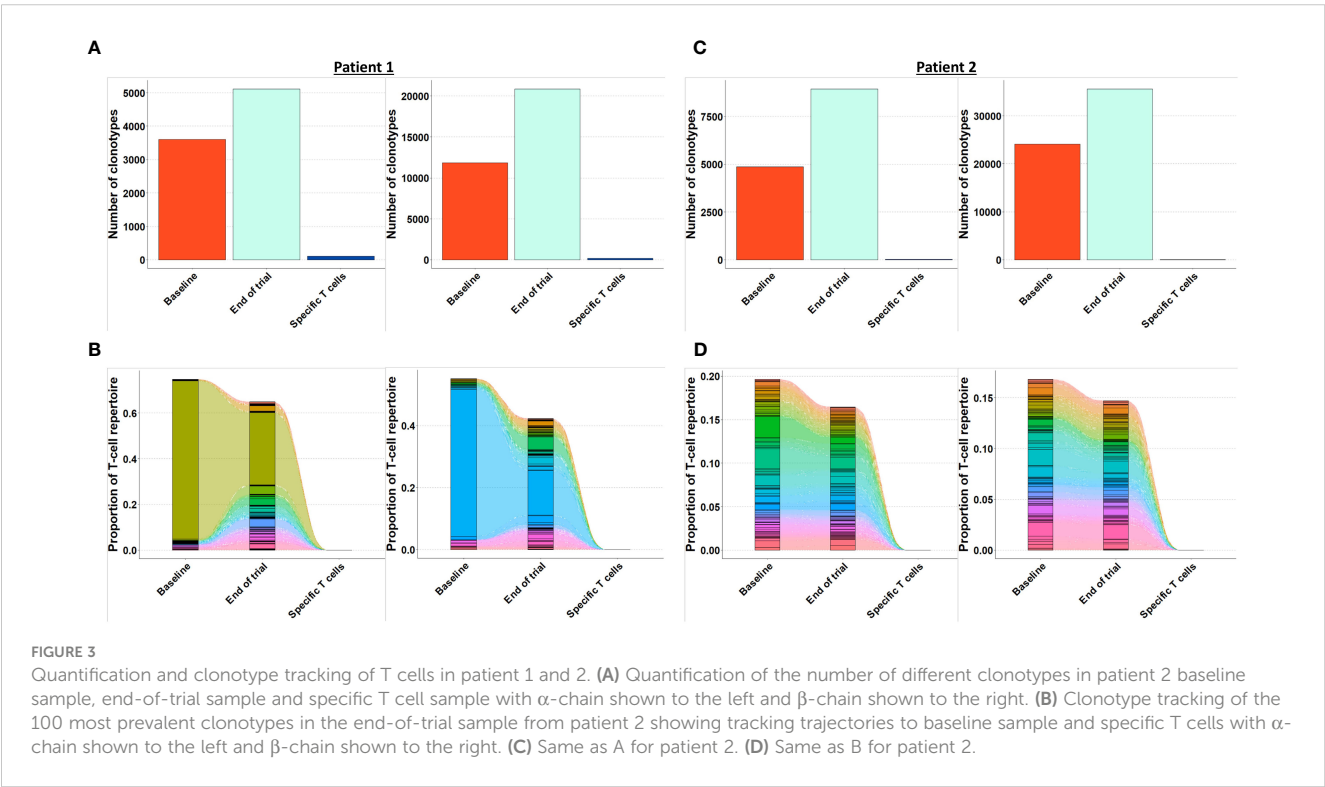 A
C
Patient 1
Patient 2
Number of clonotypes
5000
4000
3000
2000
1000
0
Baseline
End of trial
Specific T cells
Number of clonotypes
20000
15000
10000
5000
0
Baseline
End of trial
Specific T cells
Number of clonotypes
7500
5000
2500
0
Baseline
End of trial
Specific T cells
Number of clonotypes
30000
20000
10000
0
Baseline
End of trial
Specific T cells
B
D
Proportion of T-cell repertoire
0.6
0.4
0.2
0.0
Baseline
End of trial
Specific T cells
Proportion of T-cell repertoire
0.4
0.2
0.0
Baseline
End of trial
Specific T cells
Proportion of T-cell repertoire
0.20
0.15
0.10
0.05
0.00
Baseline
End of trial
Specific T cells
Proportion of T-cell repertoire
0.15
0.10
0.05
0.00
Baseline
End of trial
Specific T cells
FIGURE 3
Quantification and clonotype tracking of T cells in patient 1 and 2. (A) Quantification of the number of different clonotypes in patient 2 baseline
sample, end-of-trial sample and specific T cell sample with α-chain shown to the left and β-chain shown to the right. (B) Clonotype tracking of the
100 most prevalent clonotypes in the end-of-trial sample from patient 2 showing tracking trajectories to baseline sample and specific T cells with α-
chain shown to the left and β-chain shown to the right. (C) Same as A for patient 2. (D) Same as B for patient 2.